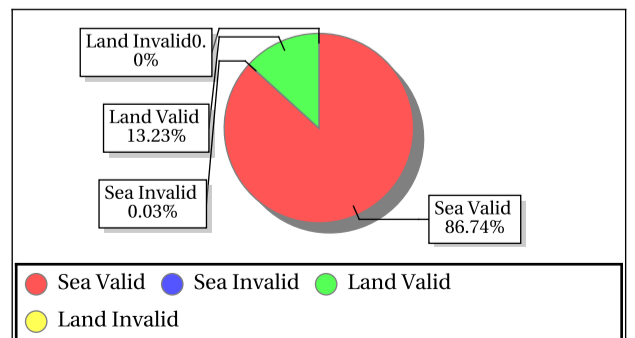 Land Invalid0.
0%
Land Valid
13.23%
Sea Invalid
0.03%
Sea Valid
86.74%
Sea Valid Sea Invalid Land Valid
Land Invalid